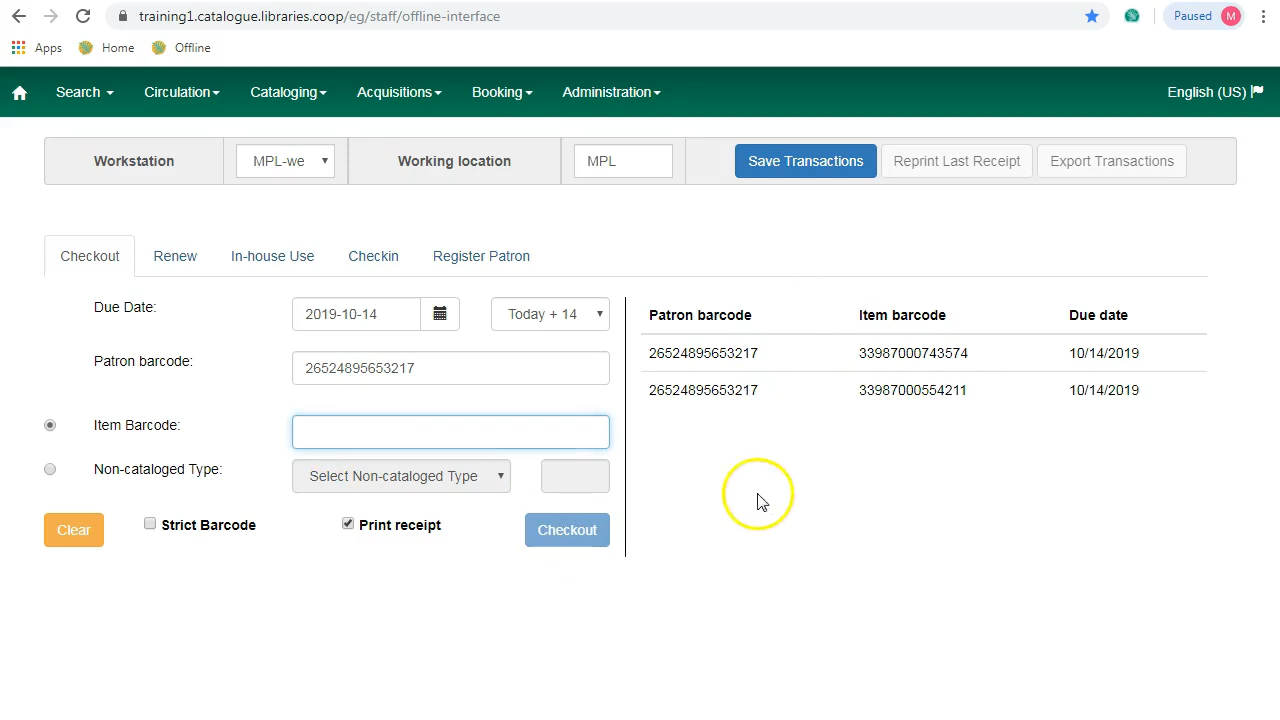 training1.catalogue.libraries.coop/eg/staff/offline-interface
Paused M
Apps Home Offline
Search Circulation Cataloging Acquisitions Booking Administration English (US)
Workstation MPL-we Working location MPL Save Transactions Reprint Last Receipt Export Transactions
Checkout Renew In-house Use Checkin Register Patron
Due Date: 2019-10-14 Today + 14
Patron barcode: 26524895653217
Item Barcode:
Non-cataloged Type: Select Non-cataloged Type
Clear Strict Barcode Print receipt Checkout
Patron barcode Item barcode Due date
26524895653217 33987000743574 10/14/2019
26524895653217 33987000554211 10/14/2019